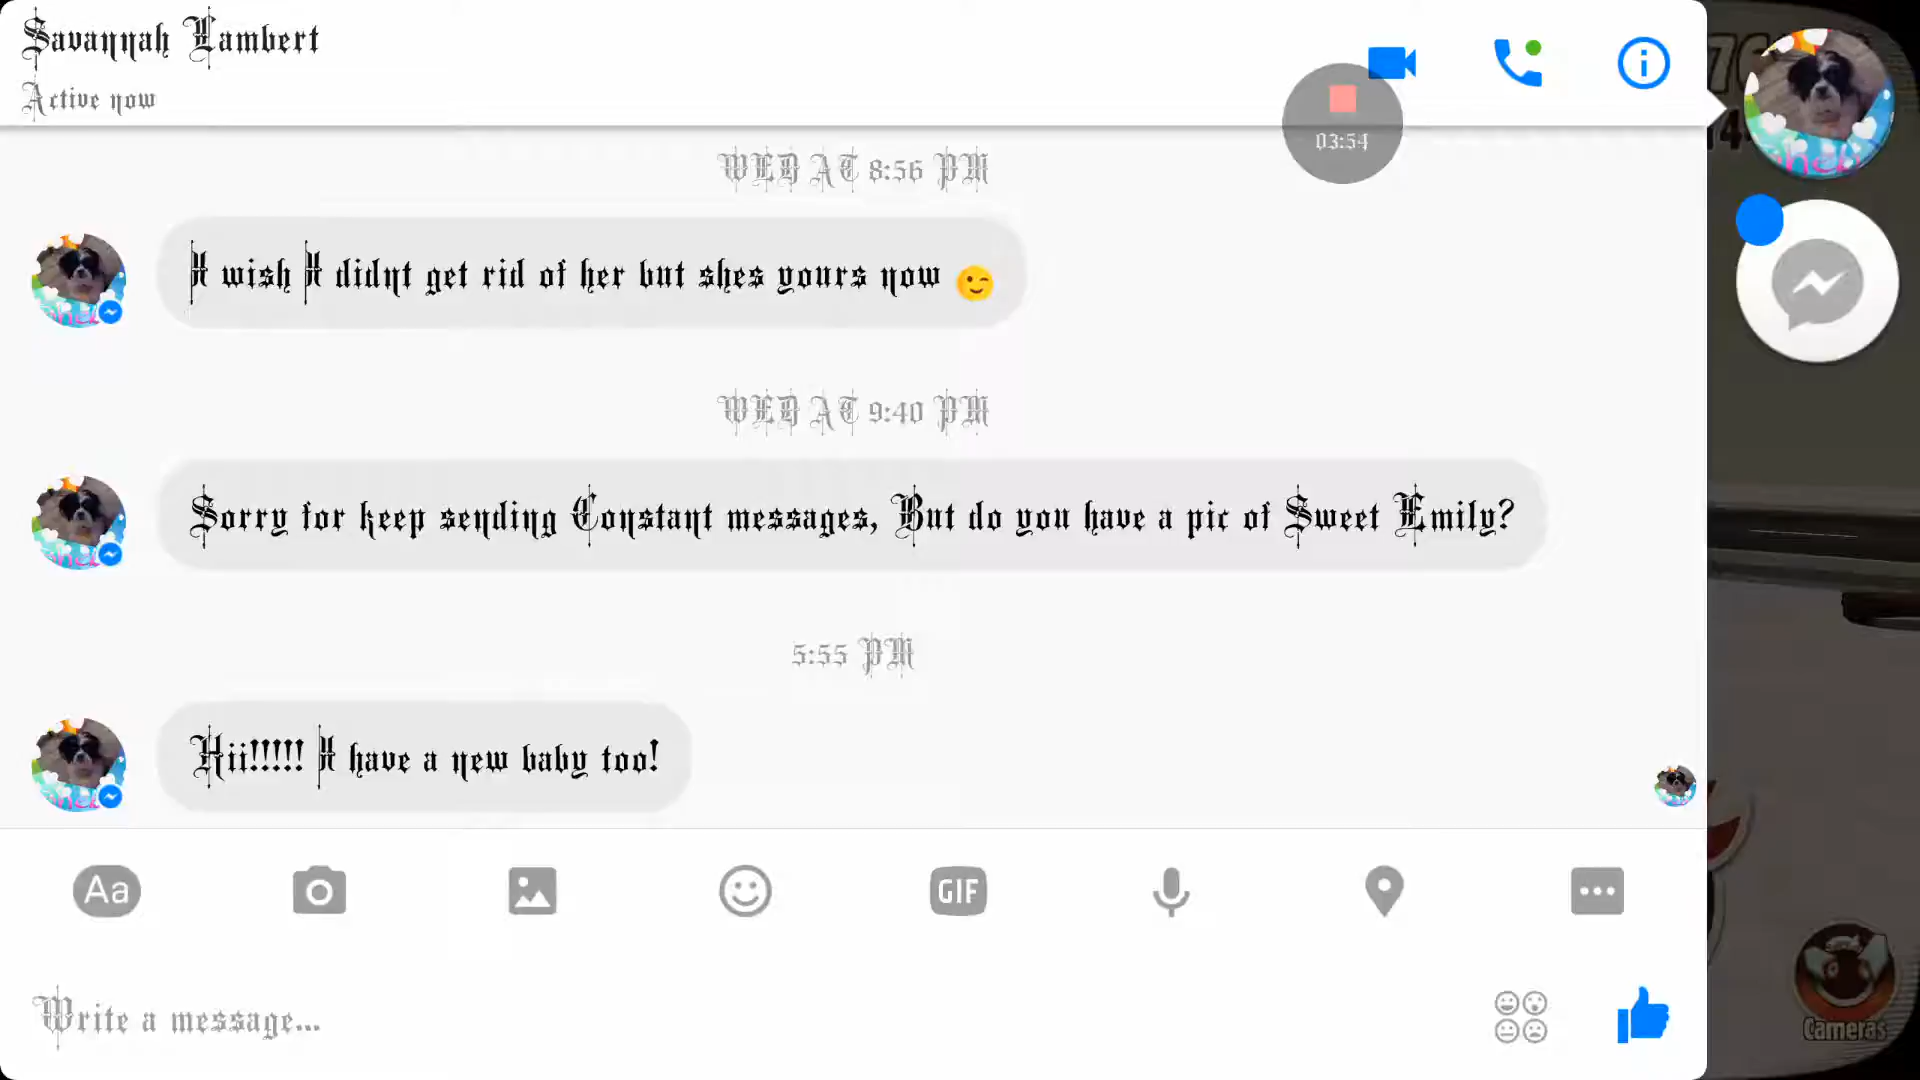 Savannah Lambert
Active now
03:54
WED AT 8:56 PM
I wish I didnt get rid of her but shes yours now 😉
WED AT 9:40 PM
Sorry for keep sending Constant messages, But do you have a pic of Sweet Emily?
5:55 PM
Hii!!!!! I have a new baby too!
Aa
GIF
Write a message...
Cameras